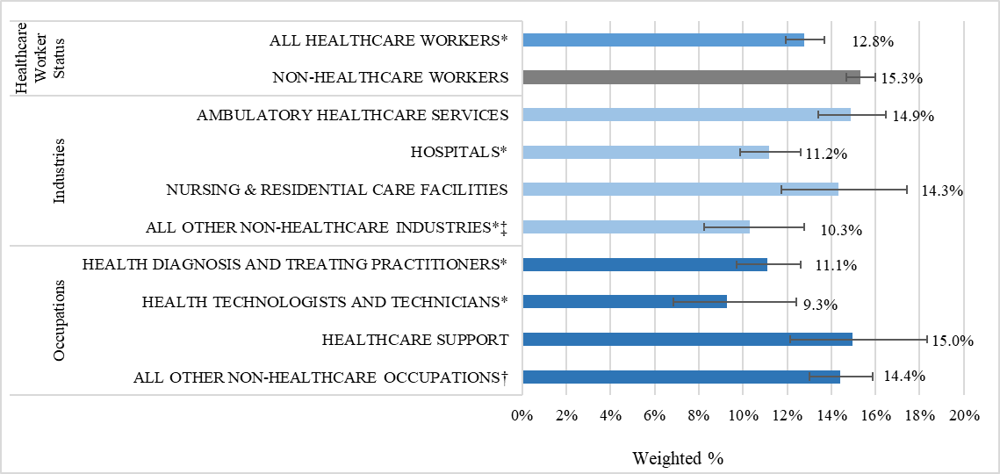 Healthcare
Worker
Status
ALL HEALTHCARE WORKERS*
12.8%
NON-HEALTHCARE WORKERS
15.3%
Industries
AMBULATORY HEALTHCARE SERVICES
14.9%
HOSPITALS*
11.2%
NURSING & RESIDENTIAL CARE FACILITIES
14.3%
ALL OTHER NON-HEALTHCARE INDUSTRIES*‡
10.3%
Occupations
HEALTH DIAGNOSIS AND TREATING PRACTITIONERS*
11.1%
HEALTH TECHNOLOGISTS AND TECHNICIANS*
9.3%
HEALTHCARE SUPPORT
15.0%
ALL OTHER NON-HEALTHCARE OCCUPATIONS†
14.4%
0% 2% 4% 6% 8% 10% 12% 14% 16% 18% 20%
Weighted %